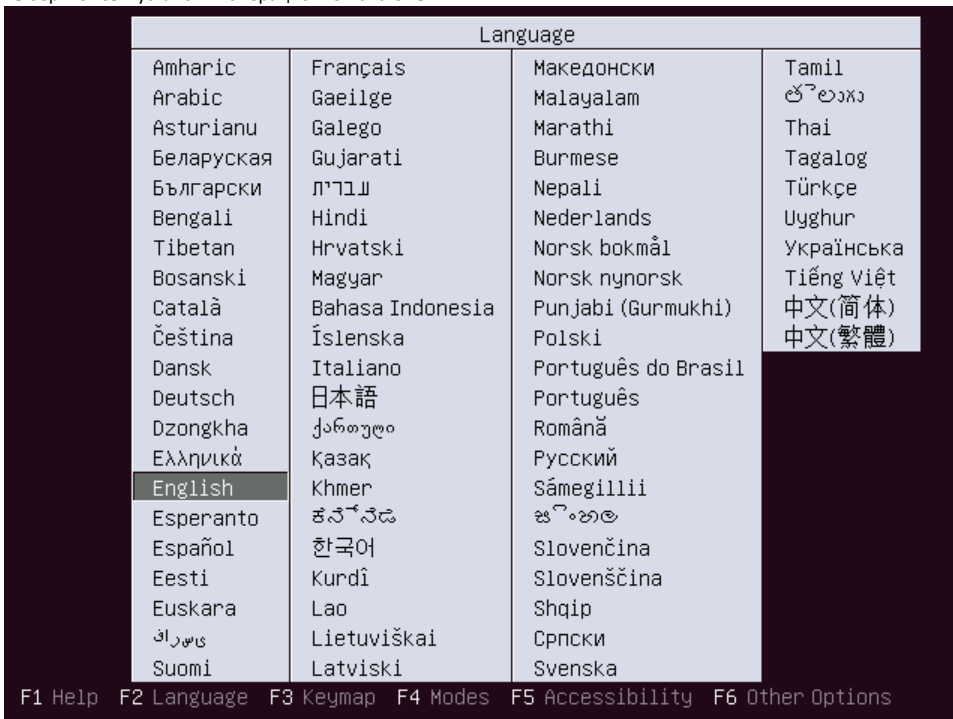 Language
Amharic
Arabic
Asturianu
Беларуская
Български
Bengali
Tibetan
Bosanski
Català
Čeština
Dansk
Deutsch
Dzongkha
Ελληνικά
English
Esperanto
Español
Eesti
Euskara
فارسی
Suomi
Français
Gaeilge
Galego
Gujarati
עברית
Hindi
Hrvatski
Magyar
Bahasa Indonesia
Íslenska
Italiano
日本語
ქართული
Қазақ
Khmer
ಕನ್ನಡ
한국어
Kurdî
Lao
Lietuviškai
Latviski
Македонски
Malayalam
Marathi
Burmese
Nepali
Nederlands
Norsk bokmål
Norsk nynorsk
Punjabi (Gurmukhi)
Polski
Português do Brasil
Português
Română
Русский
Sámegillii
සිංහල
Slovenčina
Slovenščina
Shqip
Српски
Svenska
Tamil
తెలుగు
Thai
Tagalog
Türkçe
Uyghur
Українська
Tiếng Việt
中文(简体)
中文(繁體)
F1 Help F2 Language F3 Keymap F4 Modes F5 Accessibility F6 Other Options